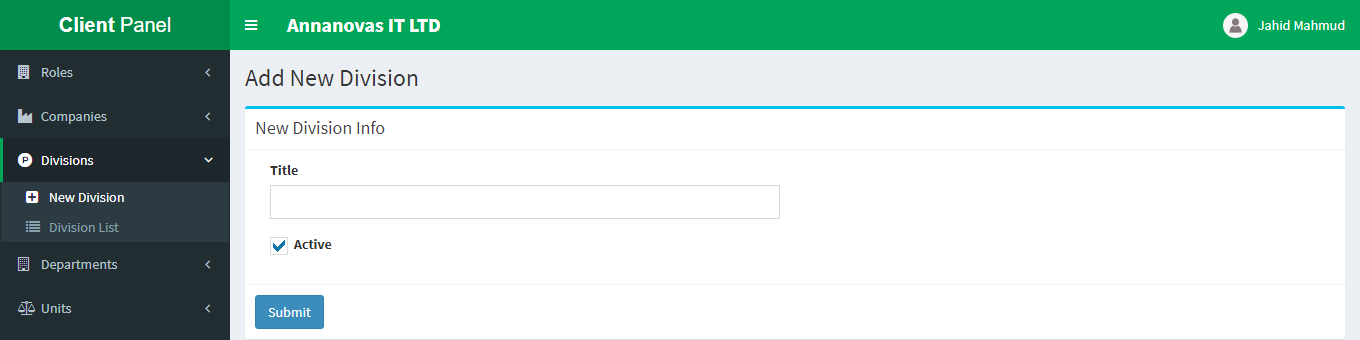 Client Panel
Annanovas IT LTD
Jahid Mahmud
Roles
Companies
P Divisions
New Division
Division List
Departments
Units
Add New Division
New Division Info
Title
Active
Submit